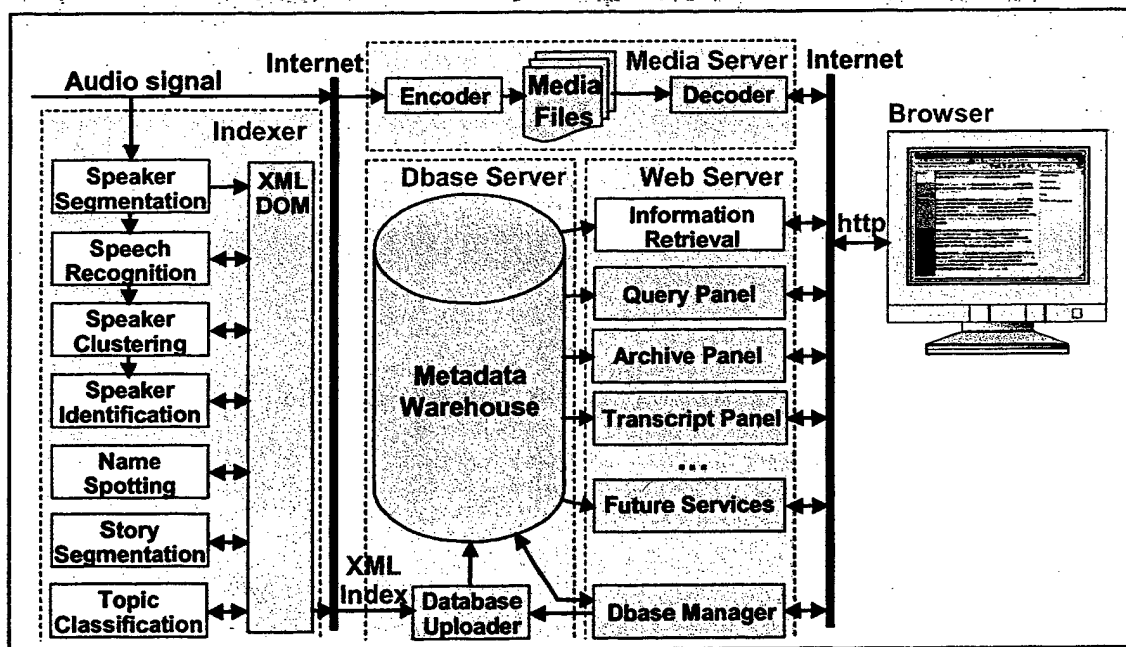 Audio signal
Internet
Media Server
Internet
Encoder
Media
Files
Decoder
Indexer
Speaker
Segmentation
XML
DOM
Speech
Recognition
Speaker
Clustering
Speaker
Identification
Name
Spotting
Story
Segmentation
Topic
Classification
XML
Index
Dbase Server
Metadata
Warehouse
Database
Uploader
Web Server
Information
Retrieval
Query Panel
Archive Panel
Transcript Panel
...
Future Services
Dbase Manager
http
Browser